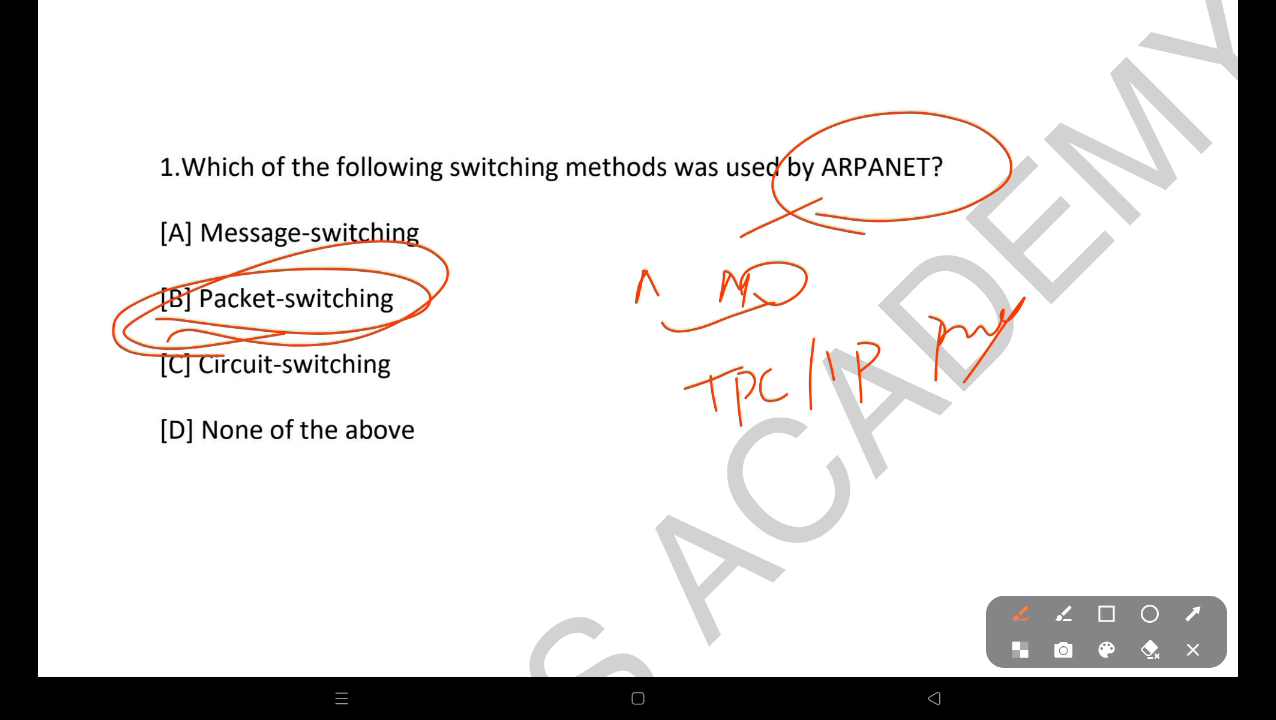 1.Which of the following switching methods was used by ARPANET?
[A] Message-switching
[B] Packet-switching
[C] Circuit-switching
[D] None of the above
TPC/IP
S ACADEMY